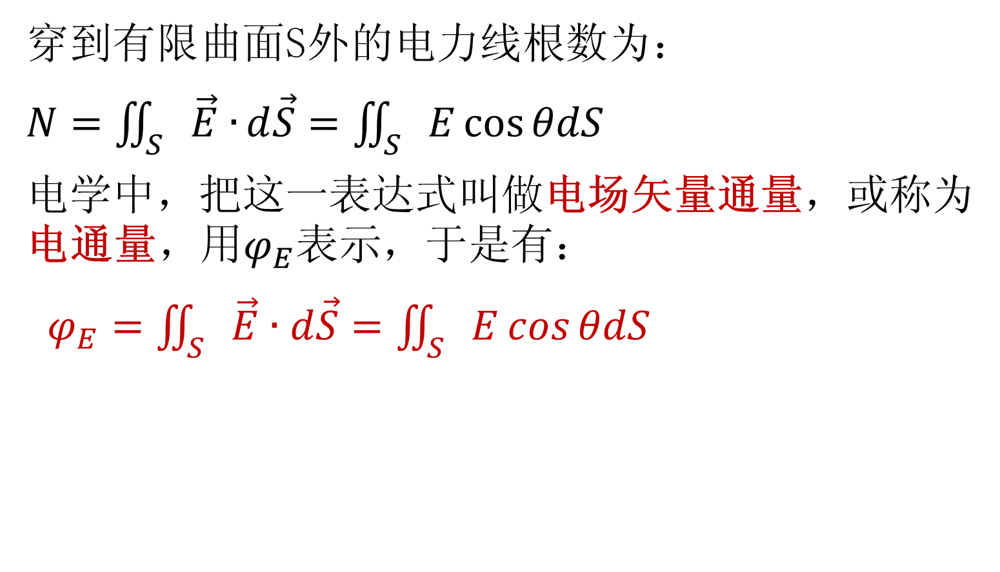 穿到有限曲面S外的电力线根数为：
$N = \iint_S \vec{E} \cdot d\vec{S} = \iint_S E \cos \theta dS$
电学中，把这一表达式叫做电场矢量通量，或称为
电通量，用$\varphi_E$表示，于是有：
$\varphi_E = \iint_S \vec{E} \cdot d\vec{S} = \iint_S E \, cos \, \theta dS$